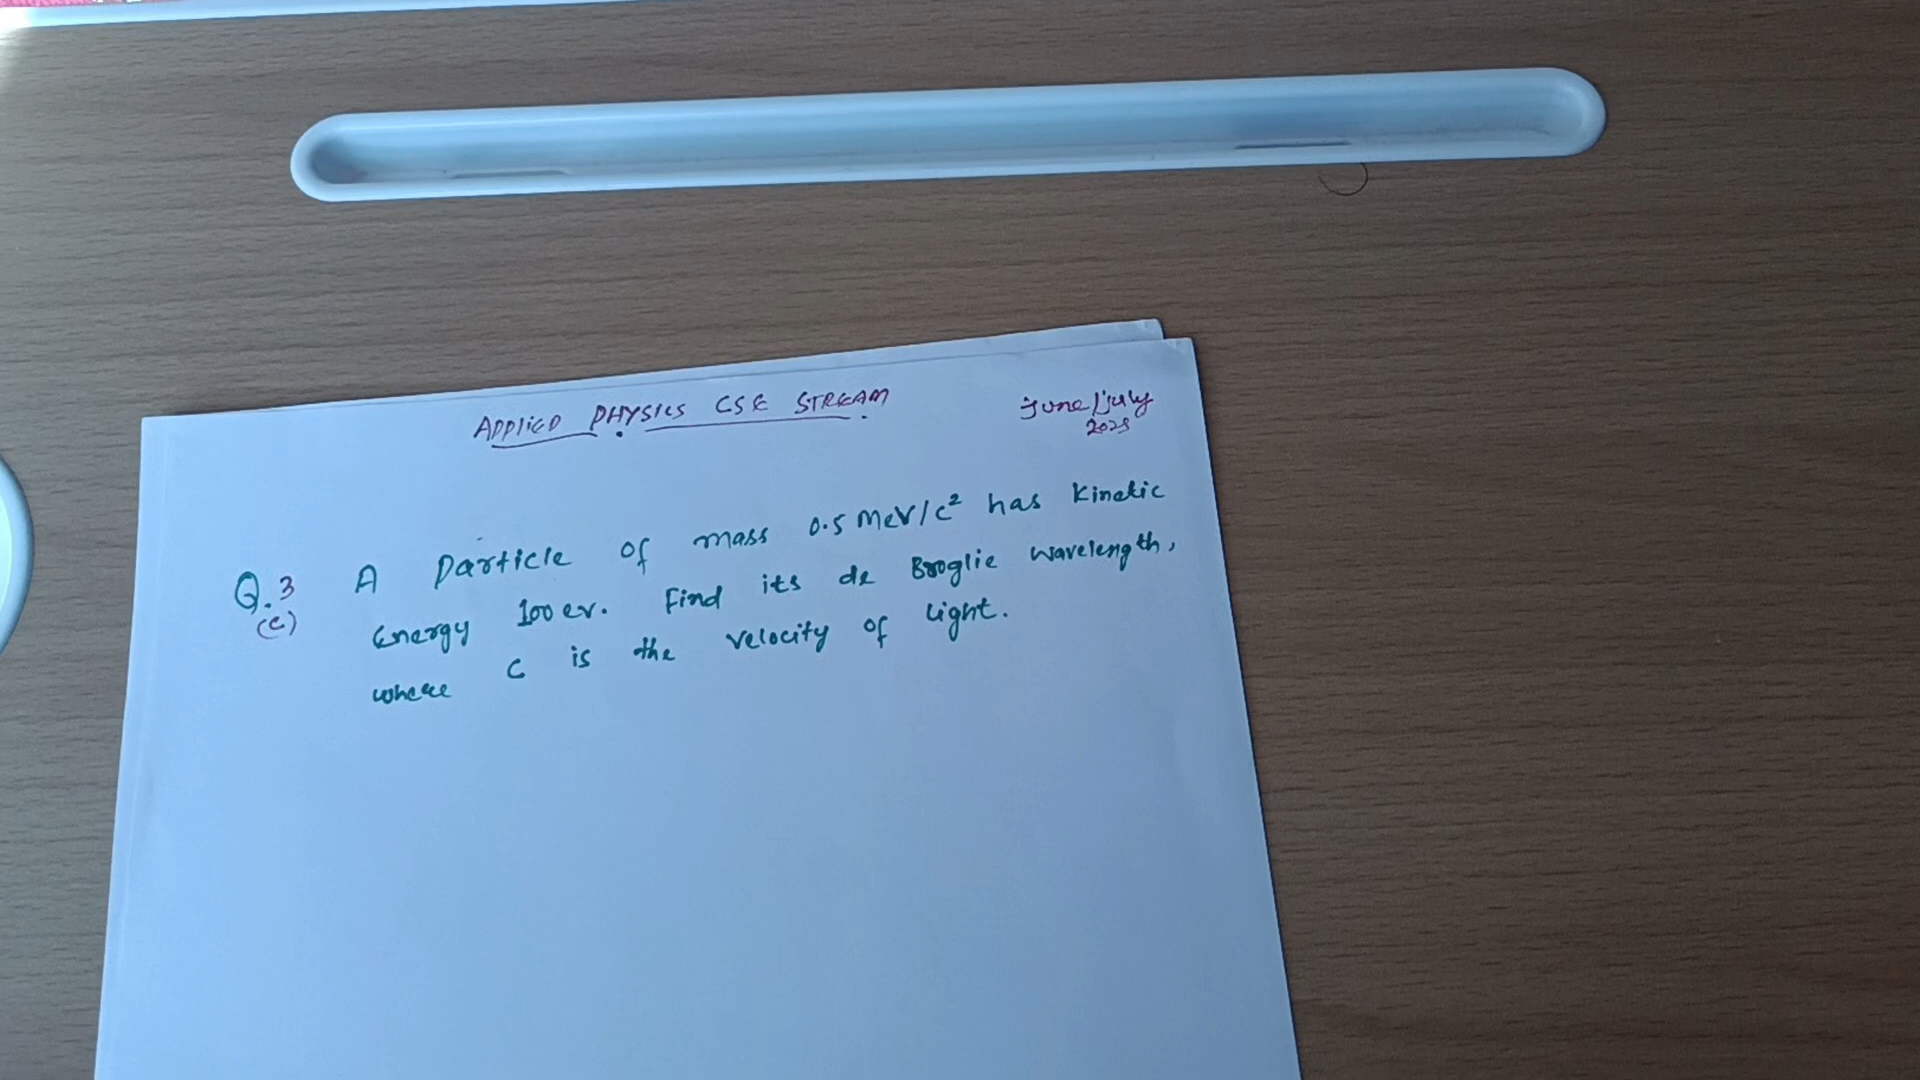 APPLIED PHYSICS CSE STREAM
June/July
2025
Q.3 A particle of mass 0.5 MeV/c² has Kinetic
(c) Energy 100 ev. Find its de Broglie wavelength,
where c is the velocity of light.